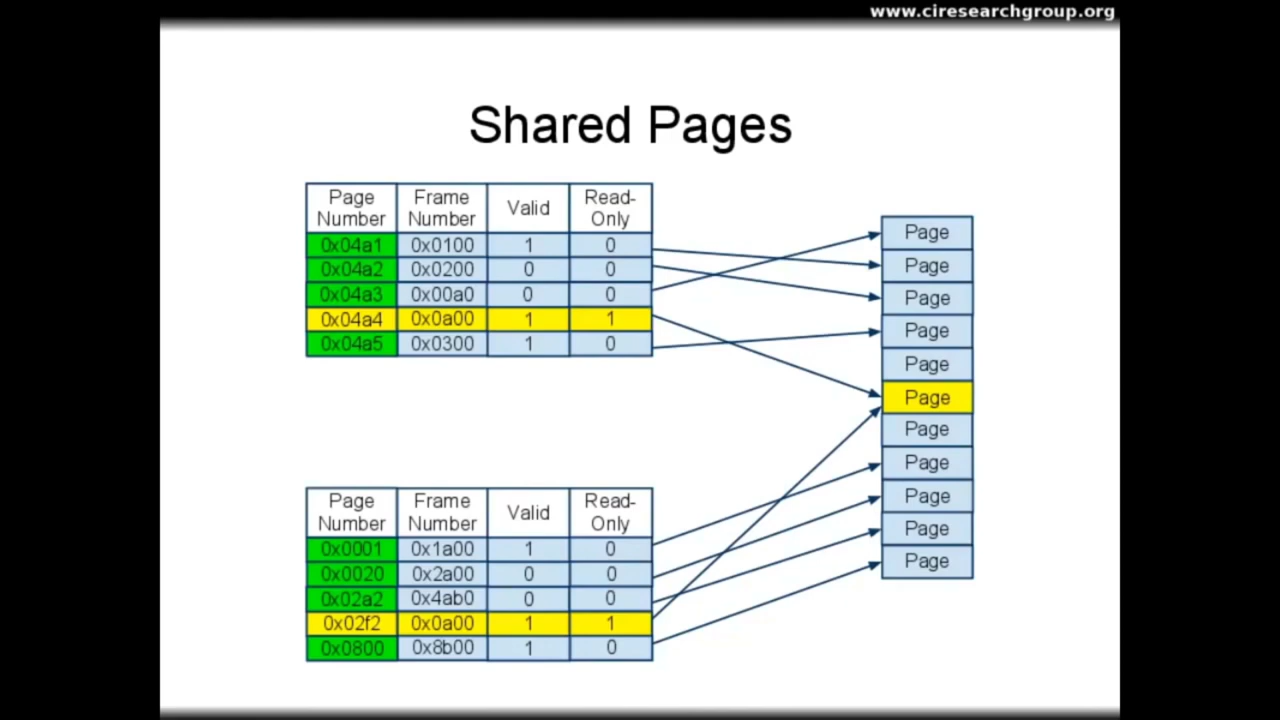 www.ciresearchgroup.org
Shared Pages
Page Number Frame Number Valid Read-Only
0x04a1 0x0100 1 0
0x04a2 0x0200 0 0
0x04a3 0x00a0 0 0
0x04a4 0x0a00 1 1
0x04a5 0x0300 1 0
Page Number Frame Number Valid Read-Only
0x0001 0x1a00 1 0
0x0020 0x2a00 0 0
0x02a2 0x4ab0 0 0
0x02f2 0x0a00 1 1
0x0800 0x8b00 1 0
Page
Page
Page
Page
Page
Page
Page
Page
Page
Page
Page